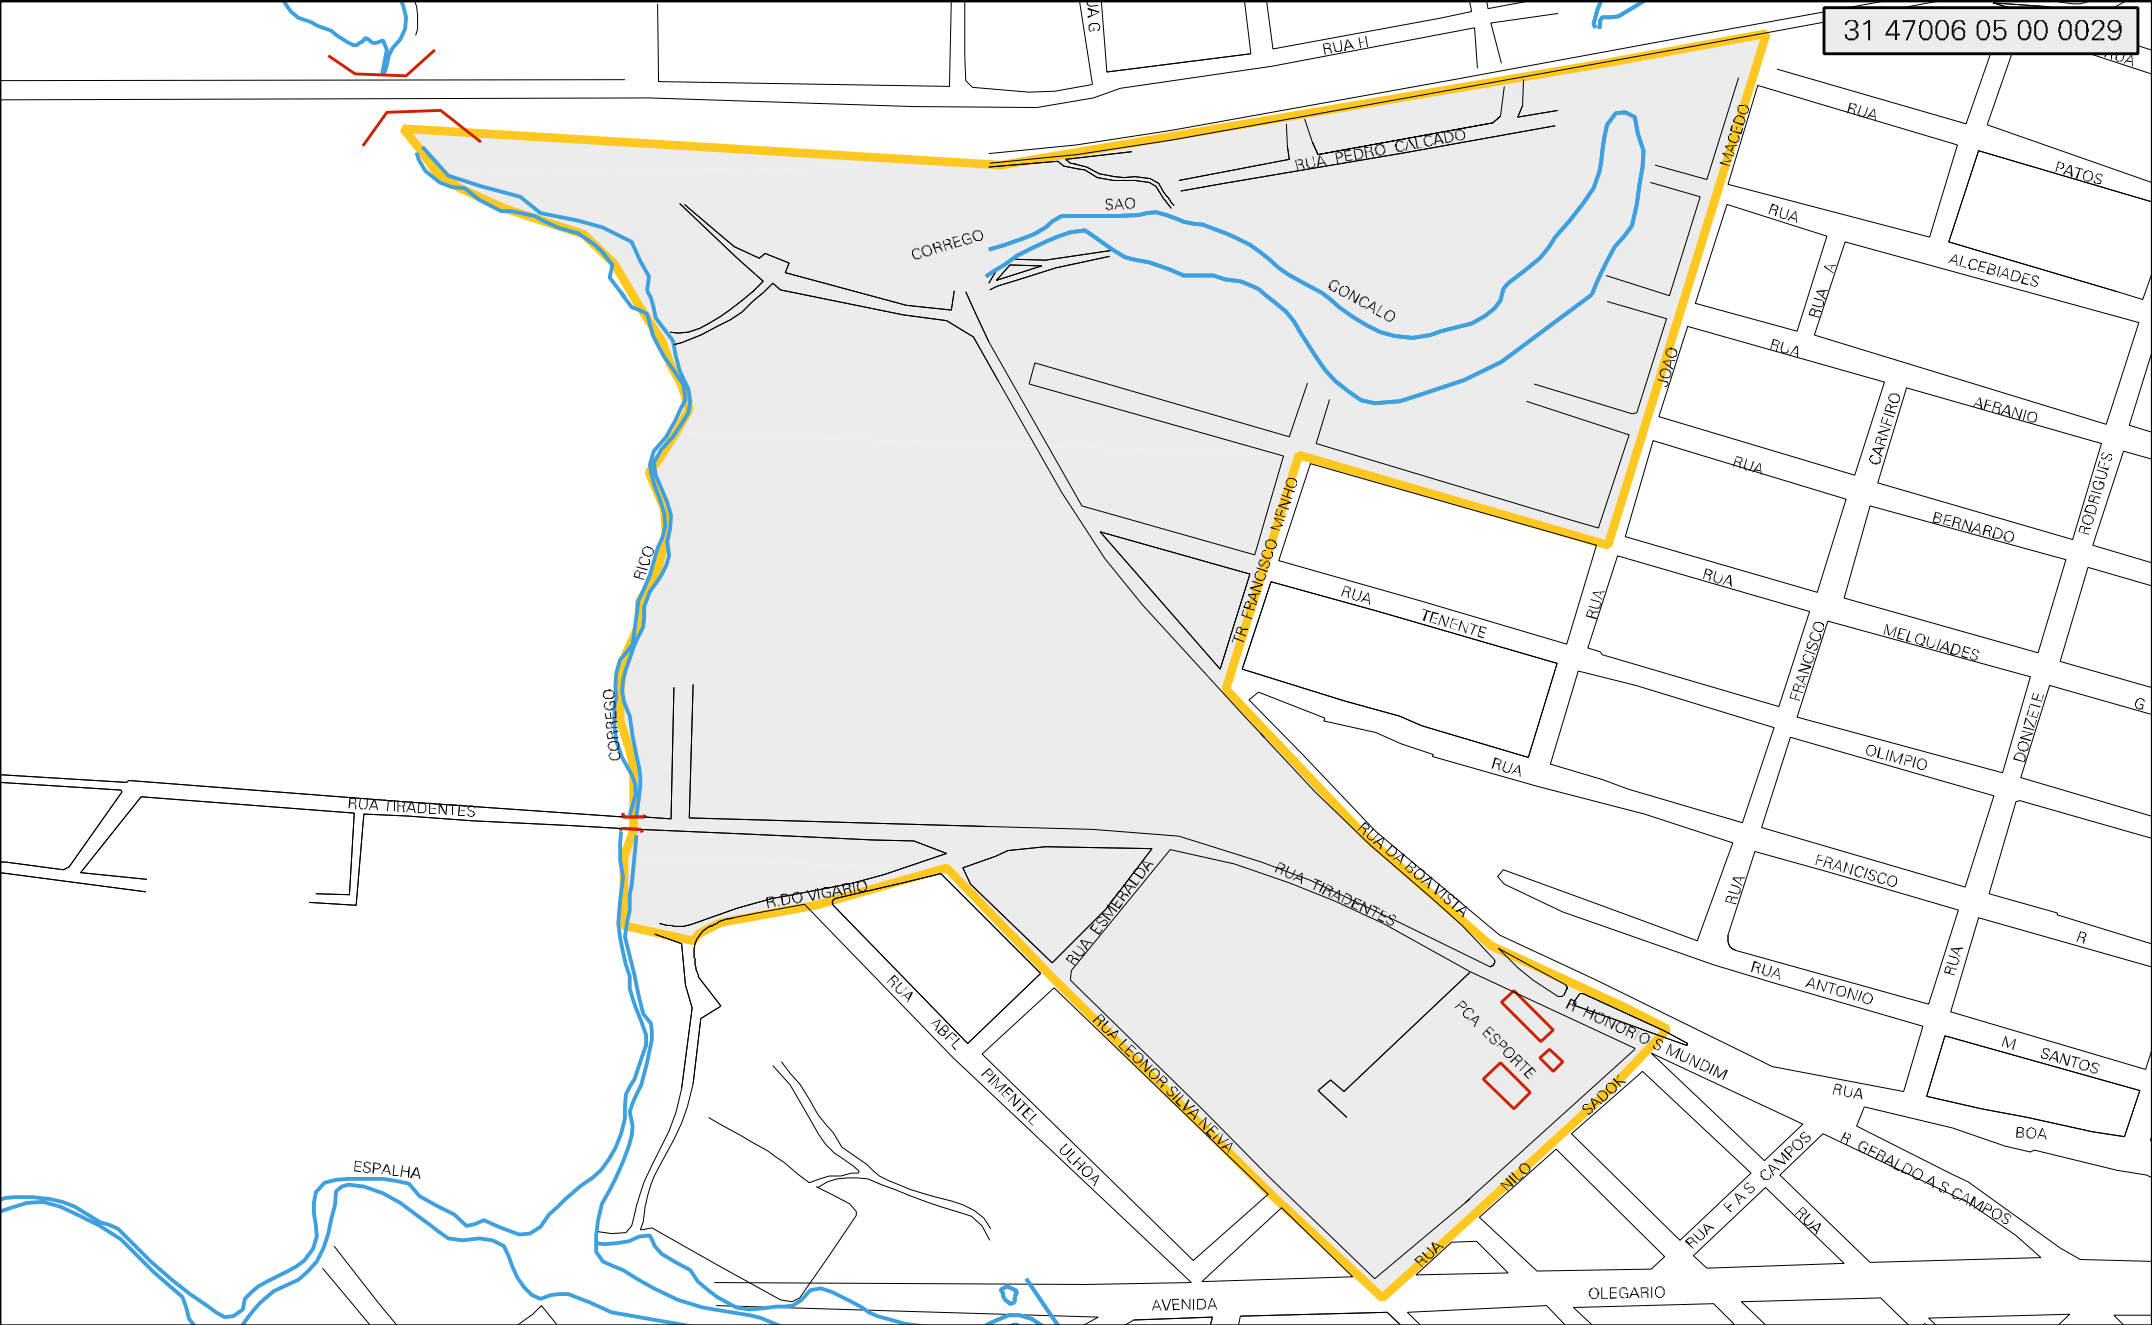 31 47006 05 00 0029
RUA G
RUA H
RUA
RUA
PATOS
RUA PEDRO CALCADO
MACEDO
JOAO
RUA
SAO
CORREGO
GONCALO
RUA
ALCEBIADES
RUA A
RUA
AFRANIO
CARNEIRO
FRANCISCO
RUA
RODRIGUES
DONIZETE
RUA
RUA
BERNARDO
TR FRANCISCO MENHO
RICO
CORREGO
RUA
TENENTE
RUA
MELQUIADES
G
RUA
OLIMPIO
RUA TIRADENTES
RUA DA BOA VISTA
FRANCISCO
R
R.DO VIGARIO
RUA ESMERALDA
RUA TIRADENTES
RUA
ANTONIO
RUA
ABEL
PIMENTEL
ULHOA
RUA LEONOR SILVA NEIVA
PCA ESPORTE
R HONORIO S MUNDIM
M SANTOS
RUA
BOA
SADOK
NILO
RUA
RUA F A S CAMPOS
R GERALDO A S CAMPOS
RUA
ESPALHA
AVENIDA
OLEGARIO